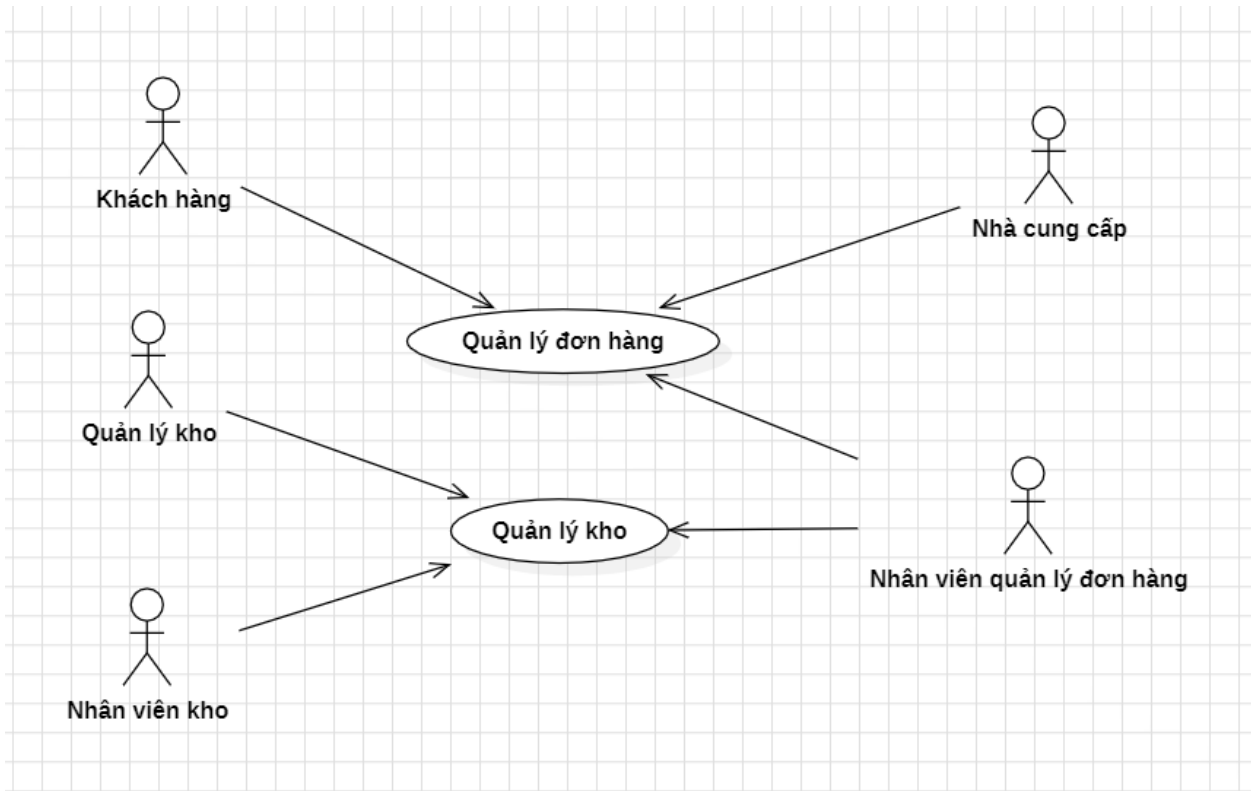 Khách hàng
Nhà cung cấp
Quản lý đơn hàng
Quản lý kho
Quản lý kho
Nhân viên quản lý đơn hàng
Nhân viên kho